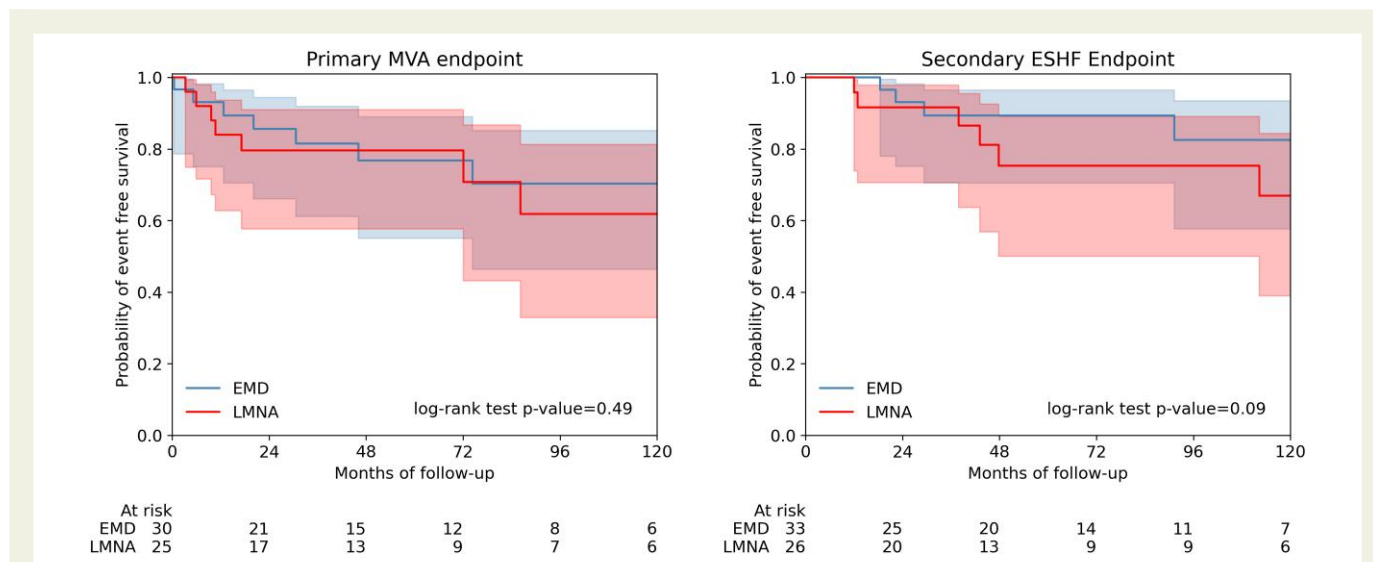 Primary MVA endpoint
Probability of event free survival
1.0
0.8
0.6
0.4
0.2
0.0
EMD
LMNA
log-rank test p-value=0.49
0 24 48 72 96 120
Months of follow-up
At risk
EMD 30 21 15 12 8 6
LMNA 25 17 13 9 7 6
Secondary ESHF Endpoint
Probability of event free survival
1.0
0.8
0.6
0.4
0.2
0.0
EMD
LMNA
log-rank test p-value=0.09
0 24 48 72 96 120
Months of follow-up
At risk
EMD 33 25 20 14 11 7
LMNA 26 20 13 9 9 6